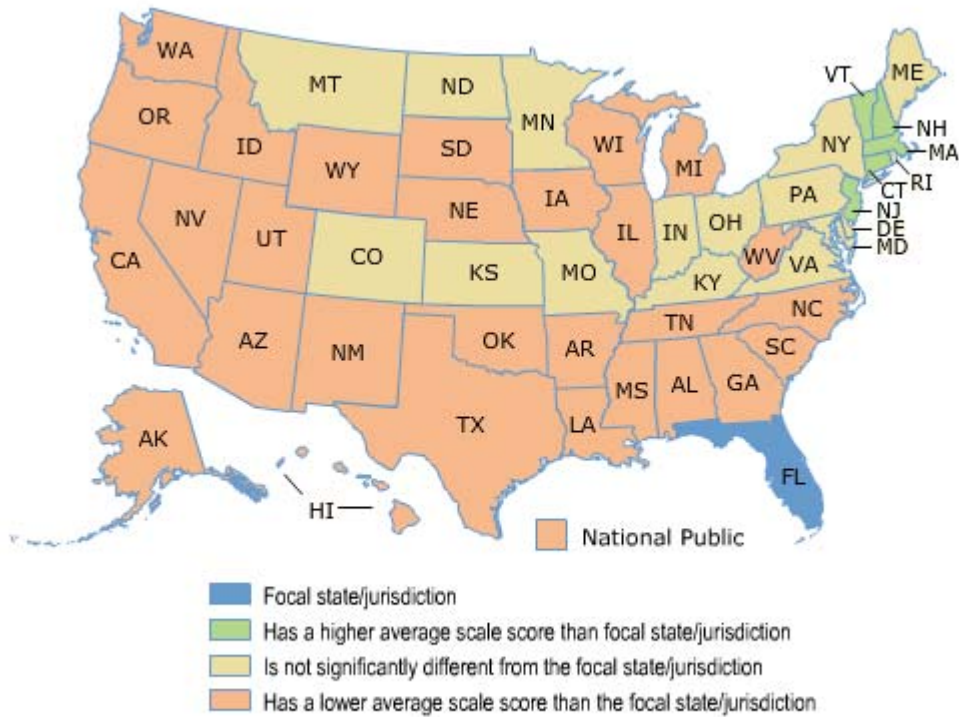 WA
MT
ND
MN
VT
ME
OR
ID
WY
SD
WI
MI
NY
NH
MA
RI
CT
NJ
DE
MD
NV
UT
CO
NE
KS
IA
MO
IL
IN
OH
PA
WV
VA
KY
CA
AZ
NM
OK
AR
TN
NC
SC
TX
LA
MS
AL
GA
FL
AK
HI
National Public
Focal state/jurisdiction
Has a higher average scale score than focal state/jurisdiction
Is not significantly different from the focal state/jurisdiction
Has a lower average scale score than the focal state/jurisdiction